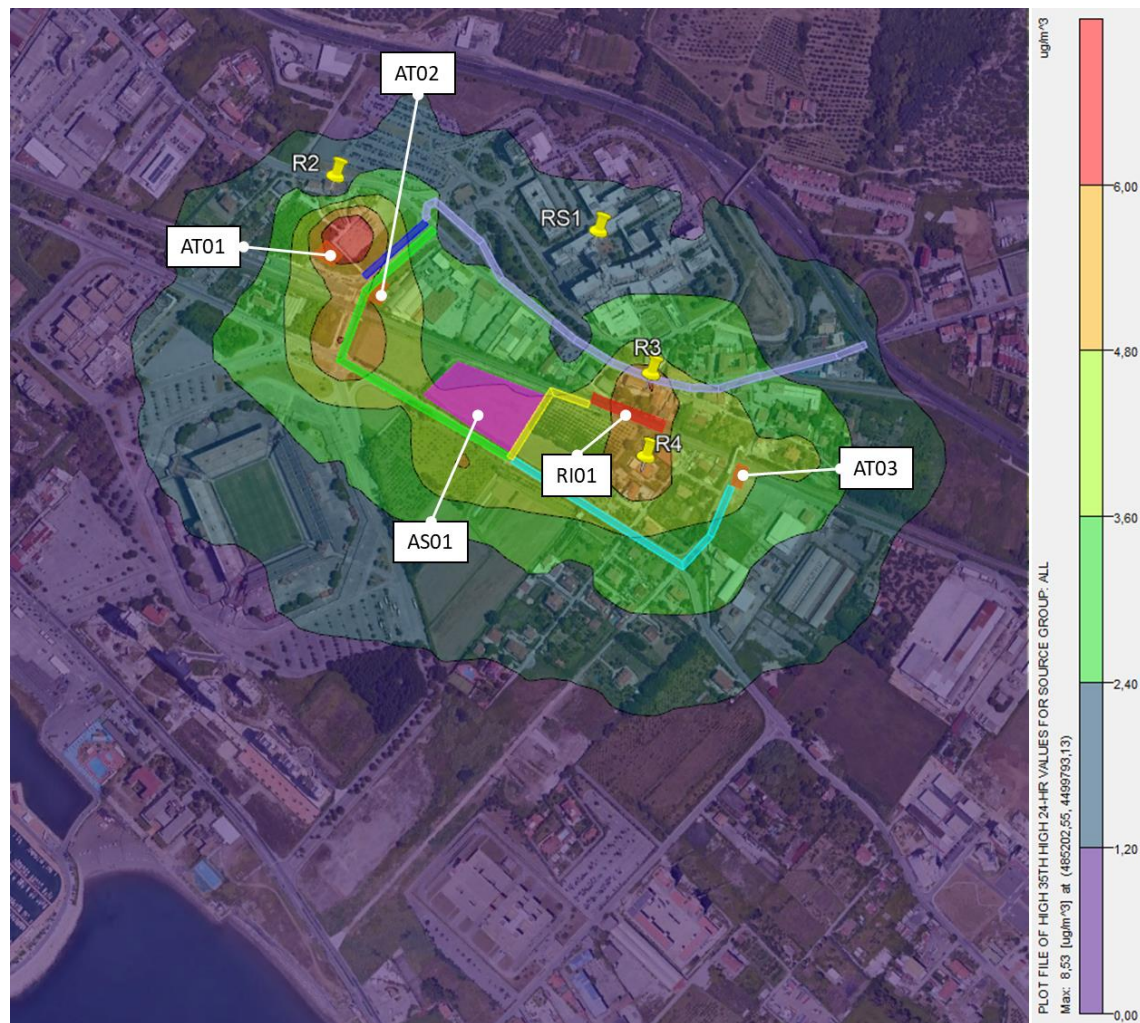 AT02
R2
RS1
AT01
R3
R4
AT03
RI01
AS01
ug/m^3
6,00
4,80
3,60
2,40
1,20
0,00
PLOT FILE OF HIGH 35TH HIGH 24-HR VALUES FOR SOURCE GROUP: ALL
Max: 8,53 [ug/m^3] at (485202,55, 4499793,13)